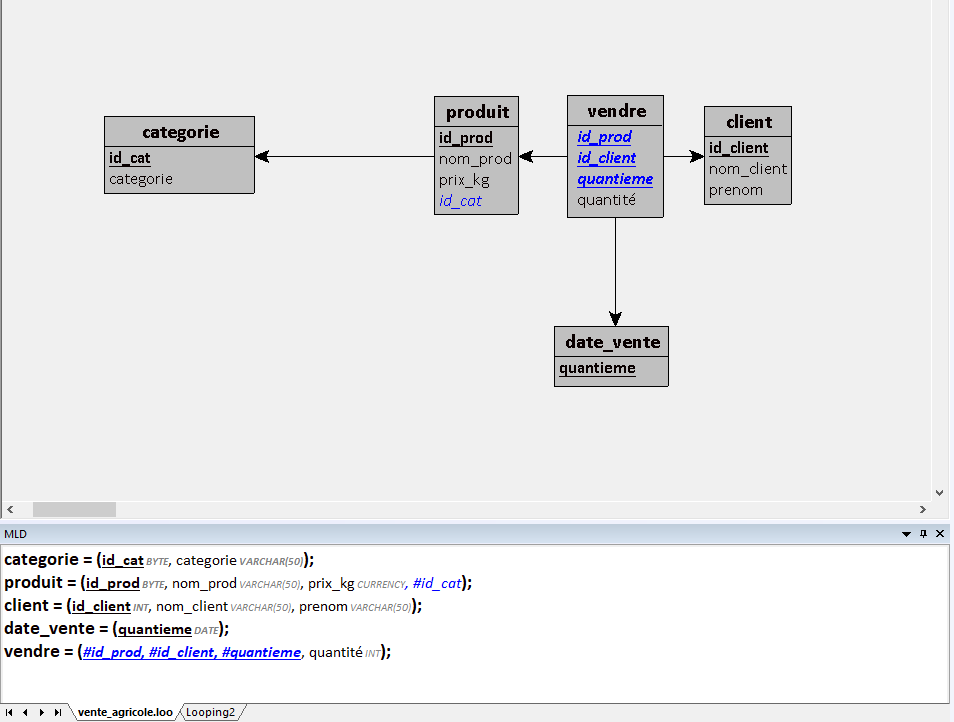 categorie
id_cat
categorie
produit
id_prod
nom_prod
prix_kg
id_cat
vendre
id_prod
id_client
quantieme
quantité
client
id_client
nom_client
prenom
date_vente
quantieme
MLD
categorie = (id_cat BYTE, categorie VARCHAR(50));
produit = (id_prod BYTE, nom_prod VARCHAR(50), prix_kg CURRENCY, #id_cat);
client = (id_client INT, nom_client VARCHAR(50), prenom VARCHAR(50));
date_vente = (quantieme DATE);
vendre = (#id_prod, #id_client, #quantieme, quantité INT);
vente_agricole.loo Looping2